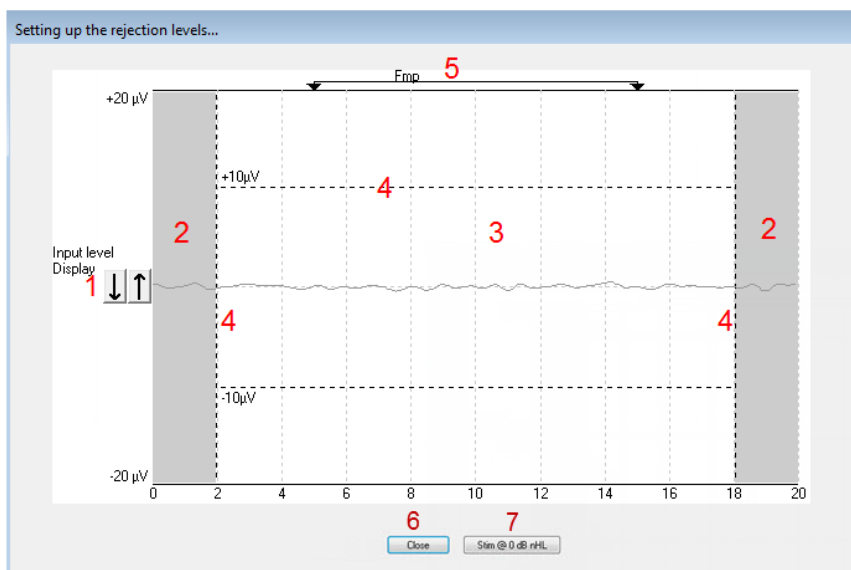 Setting up the rejection levels...
Fmp 5
+20 µV
+10µV
4
2 3 2
Input level
Display
1 ↓ ↑
4 4
-10µV
-20 µV
0 2 4 6 8 10 12 14 16 18 20
6 7
Close Stim @ 0 dB nHL